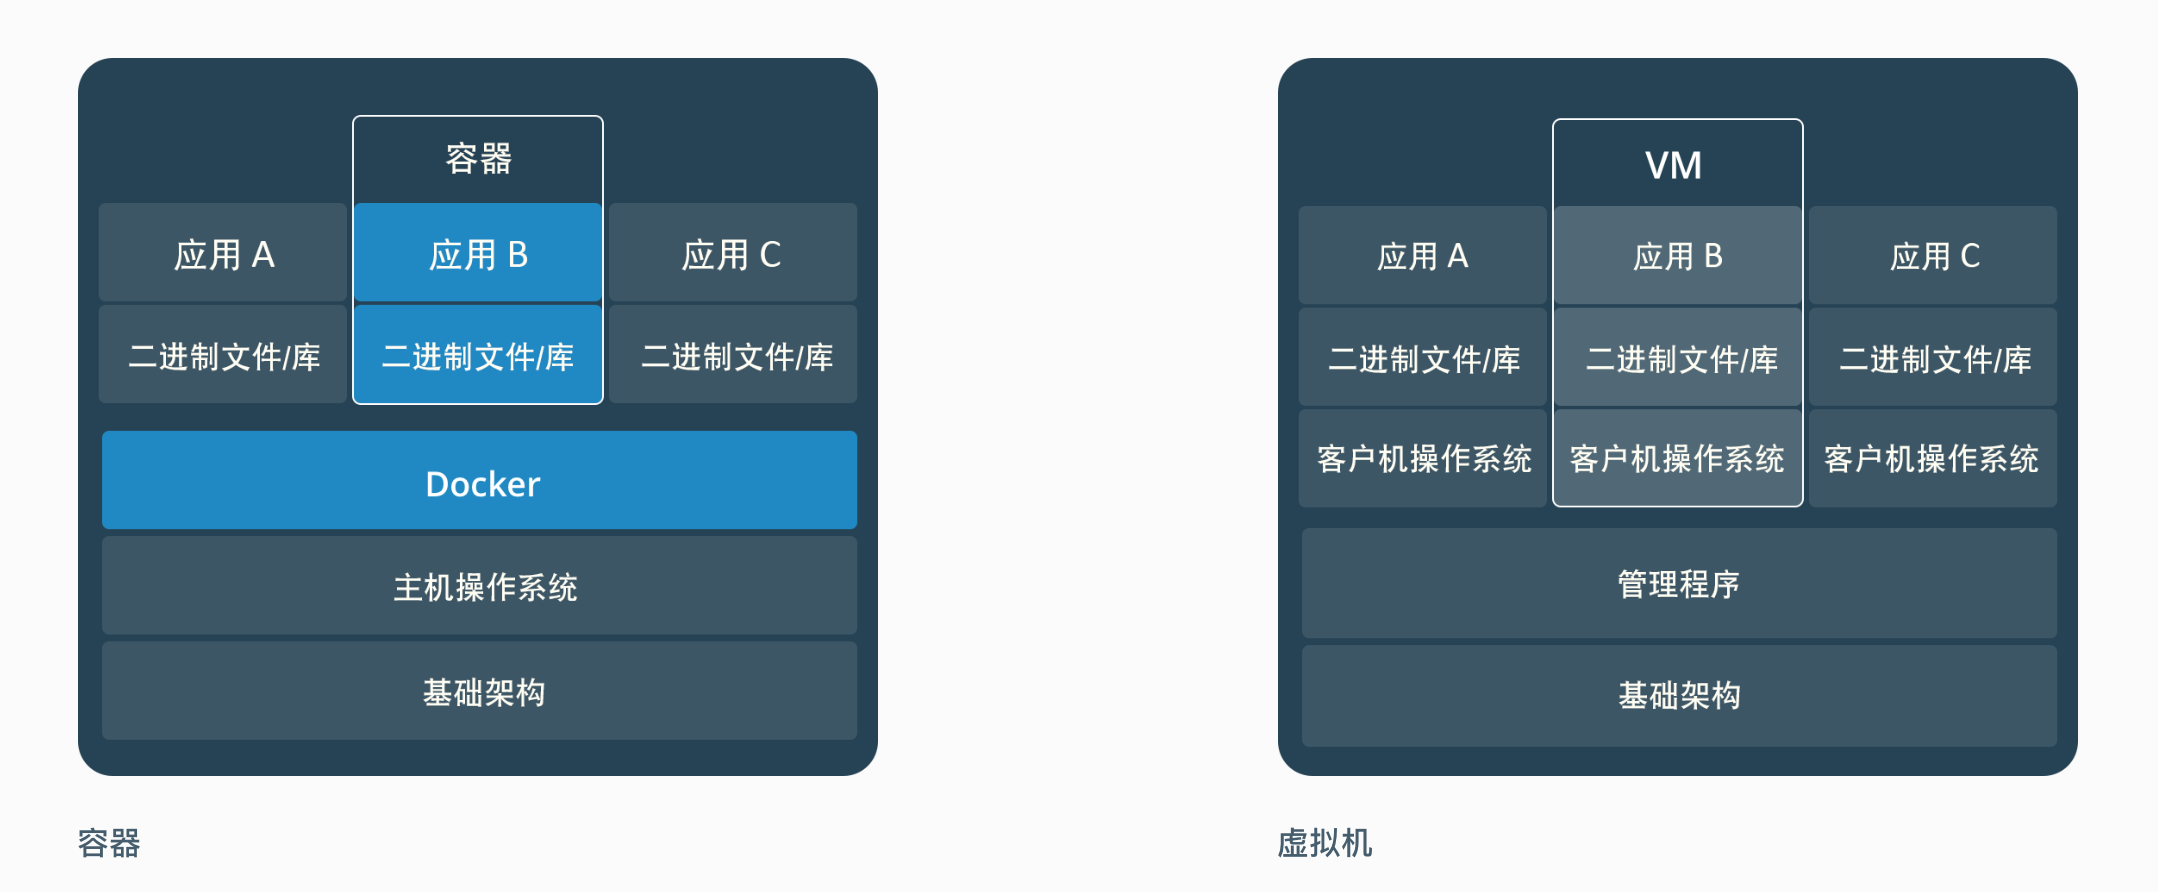 容器
应用 A
应用 B
应用 C
二进制文件/库
二进制文件/库
二进制文件/库
Docker
主机操作系统
基础架构
容器
VM
应用 A
应用 B
应用 C
二进制文件/库
二进制文件/库
二进制文件/库
客户机操作系统
客户机操作系统
客户机操作系统
管理程序
基础架构
虚拟机